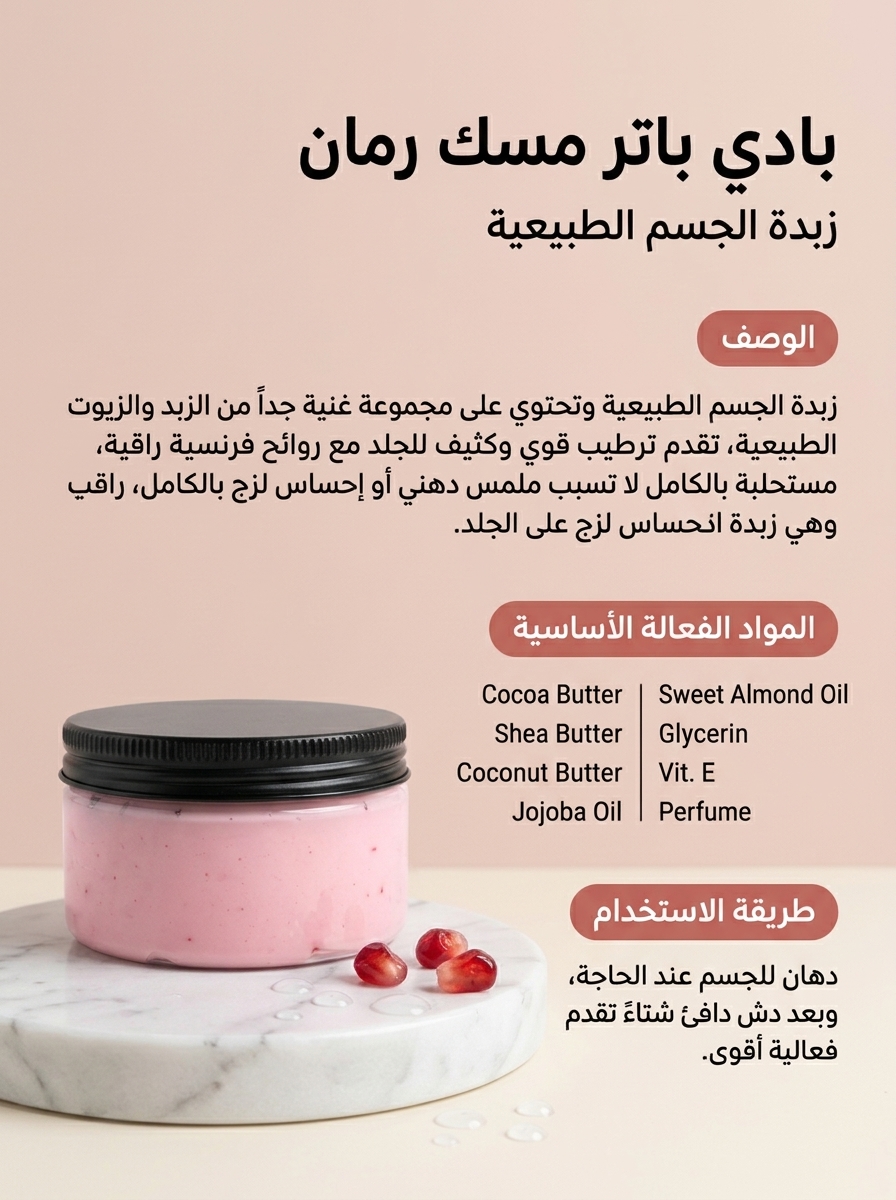 بادي باتر مسك رمان
زبدة الجسم الطبيعية
الوصف
زبدة الجسم الطبيعية وتحتوي على مجموعة غنية جداً من الزبد والزيوت
الطبيعية، تقدم ترطيب قوي وكثيف للجلد مع روائح فرنسية راقية،
مستحلبة بالكامل لا تسبب ملمس دهني أو إحساس لزج بالكامل، راقب
وهي زبدة انحساس لزج على الجلد.
المواد الفعالة الأساسية
Cocoa Butter
Shea Butter
Coconut Butter
Jojoba Oil
Sweet Almond Oil
Glycerin
Vit. E
Perfume
طريقة الاستخدام
دهان للجسم عند الحاجة،
وبعد دش دافئ شتاءً تقدم
فعالية أقوى.